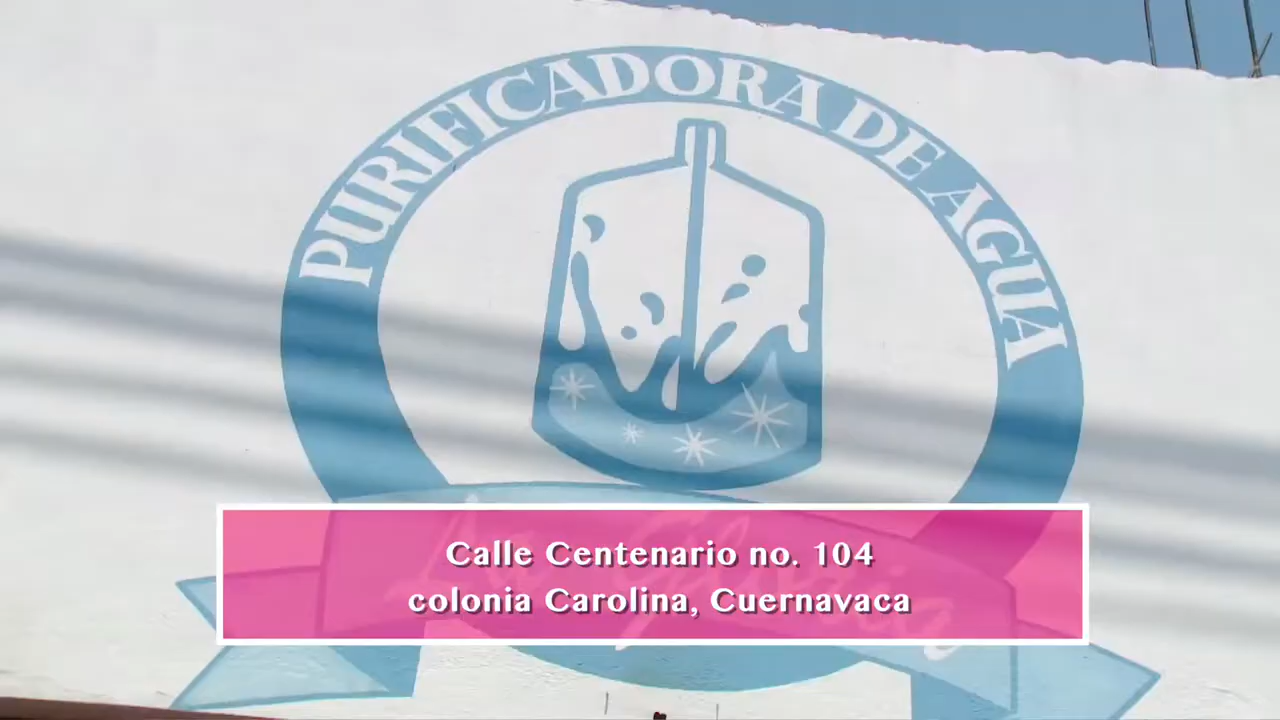 PURIFICADORA DE AGUA
Calle Centenario no. 104
colonia Carolina, Cuernavaca